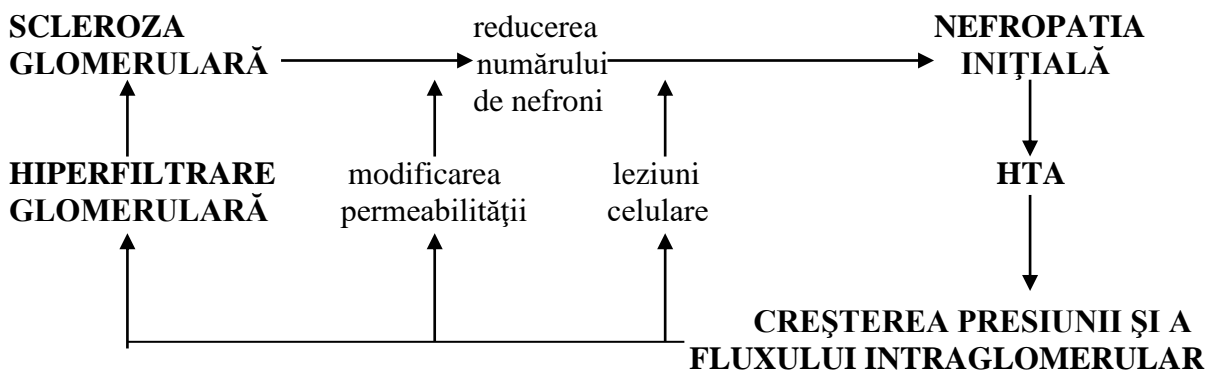 SCLEROZA
GLOMERULARĂ
reducerea
numărului
de nefroni
NEFROPATIA
INIŢIALĂ
HIPERFILTRARE
GLOMERULARĂ
modificarea
permeabilităţii
leziuni
celulare
HTA
CREŞTEREA PRESIUNII ŞI A
FLUXULUI INTRAGLOMERULAR